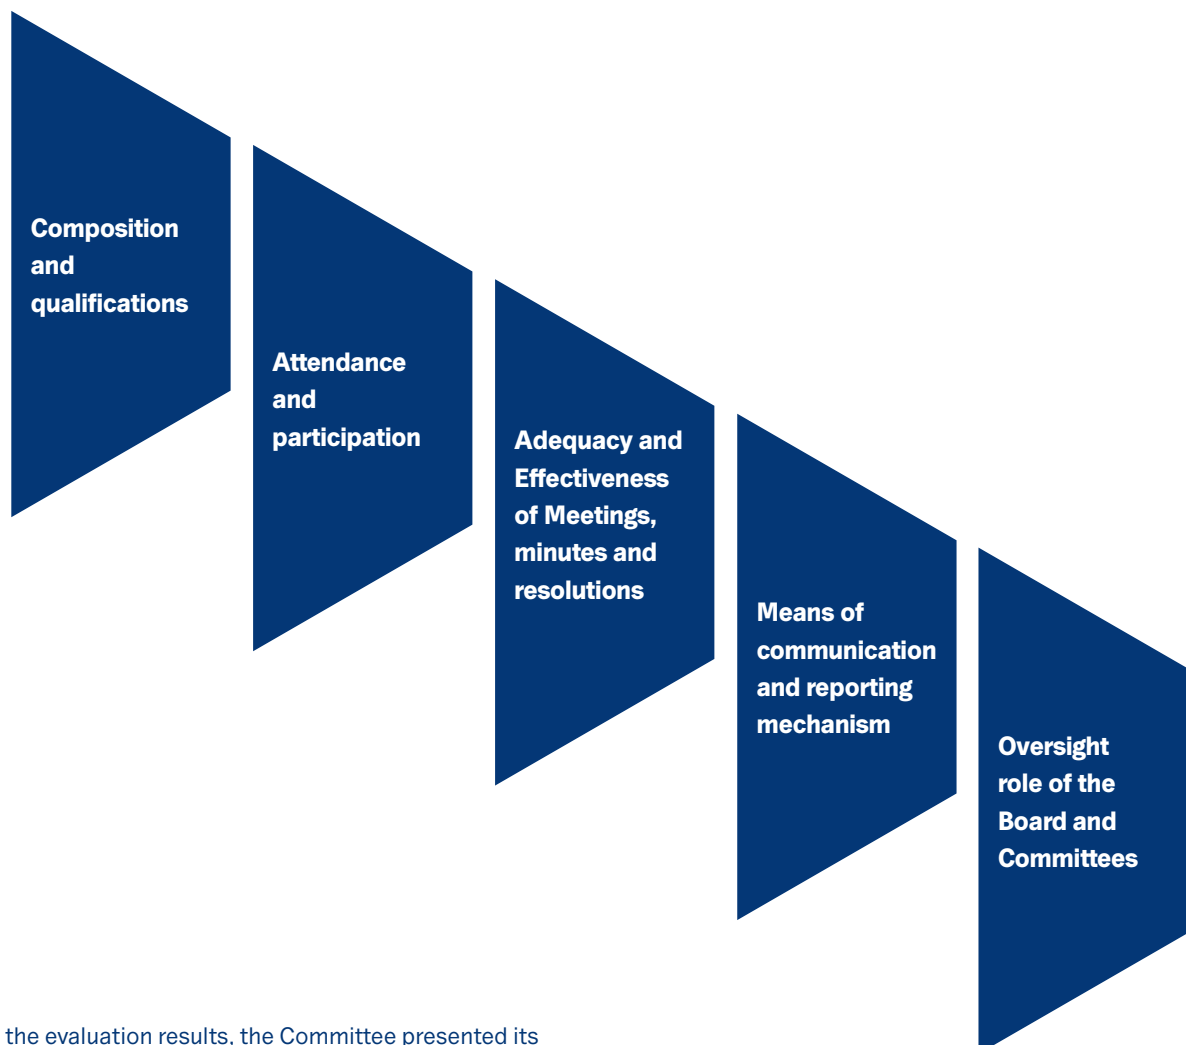 Composition
and
qualifications
Attendance
and
participation
Adequacy and
Effectiveness
of Meetings,
minutes and
resolutions
Means of
communication
and reporting
mechanism
Oversight
role of the
Board and
Committees
the evaluation results, the Committee presented its